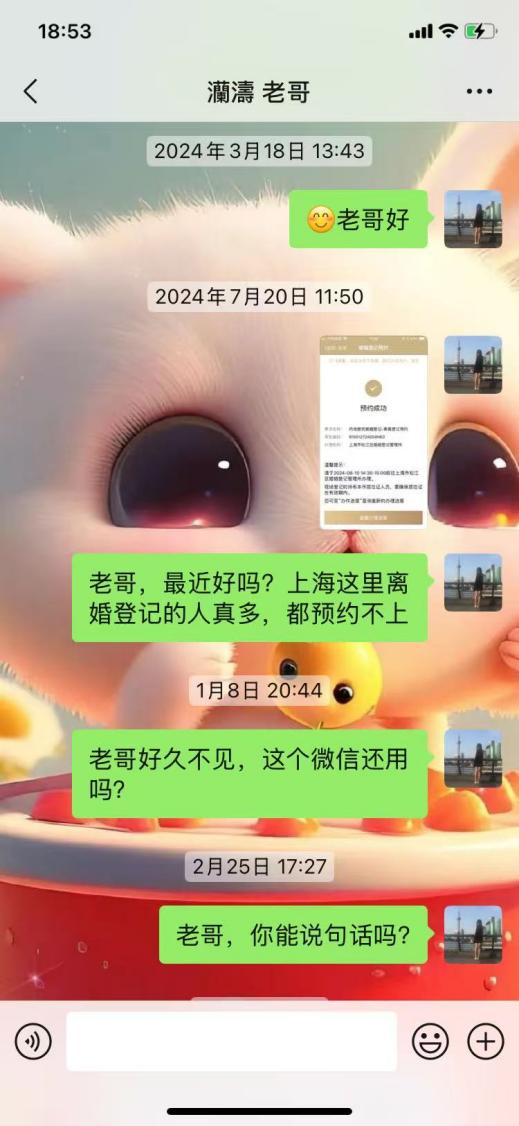 18:53
灡濤 老哥
2024年3月18日 13:43
😊老哥好
2024年7月20日 11:50
预约成功
老哥，最近好吗？上海这里离
婚登记的人真多，都预约不上
1月8日 20:44
老哥好久不见，这个微信还用
吗？
2月25日 17:27
老哥，你能说句话吗？